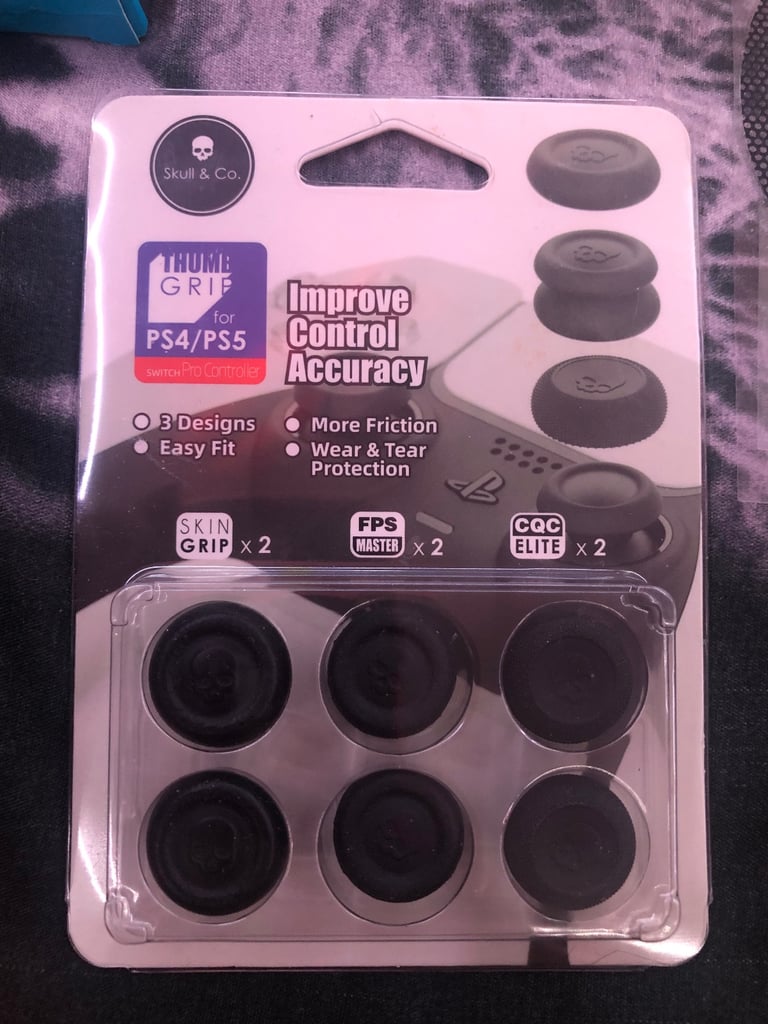 Skull & Co.
THUMB
GRIP
for
PS4/PS5
SWITCH Pro Controller
Improve
Control
Accuracy
3 Designs
Easy Fit
More Friction
Wear & Tear
Protection
SKIN
GRIP x 2
FPS
MASTER x 2
CQC
ELITE x 2